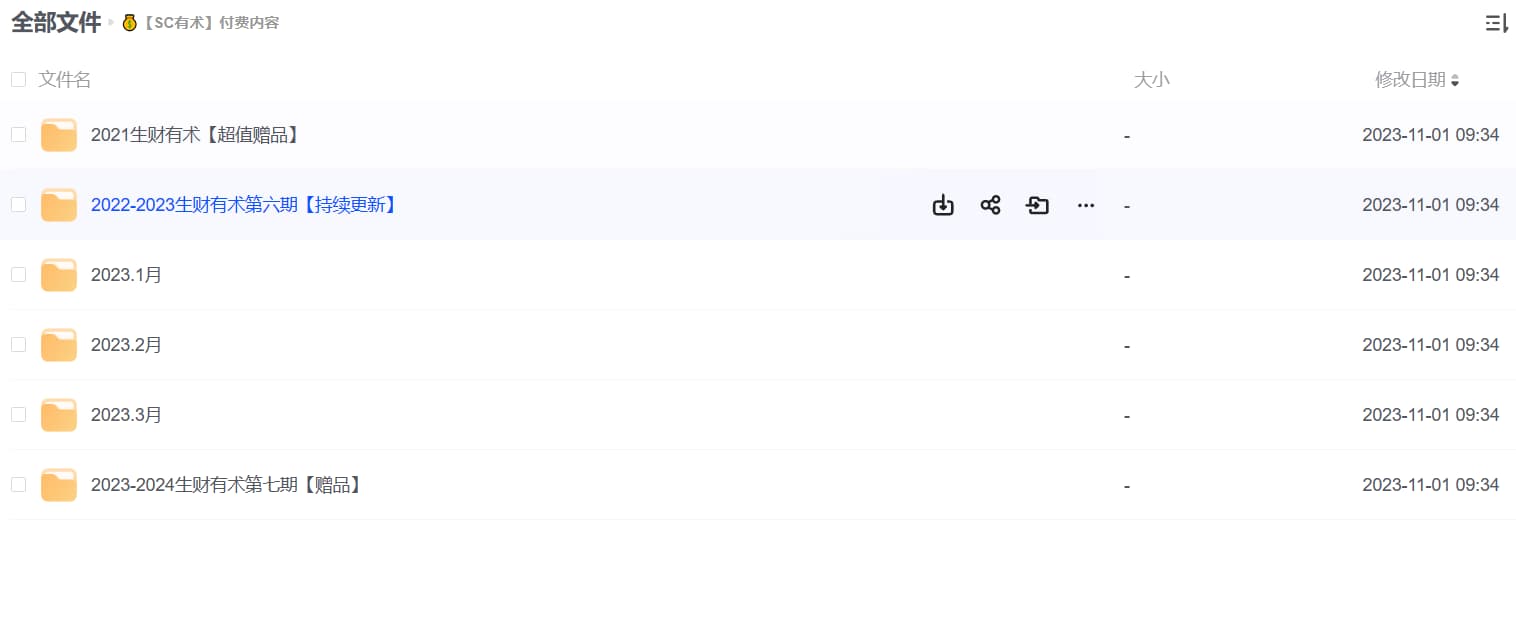 全部文件 【SC有术】付费内容
文件名 大小 修改日期
2021生财有术【超值赠品】 - 2023-11-01 09:34
2022-2023生财有术第六期【持续更新】 - 2023-11-01 09:34
2023.1月 - 2023-11-01 09:34
2023.2月 - 2023-11-01 09:34
2023.3月 - 2023-11-01 09:34
2023-2024生财有术第七期【赠品】 - 2023-11-01 09:34